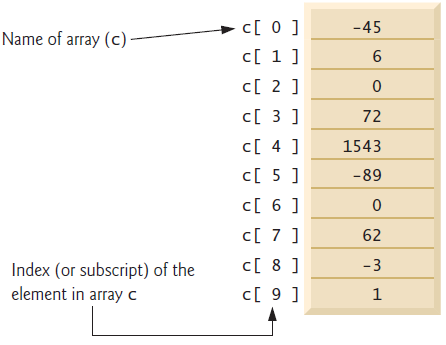 Name of array (c)
c[ 0 ] -45
c[ 1 ] 6
c[ 2 ] 0
c[ 3 ] 72
c[ 4 ] 1543
c[ 5 ] -89
c[ 6 ] 0
c[ 7 ] 62
c[ 8 ] -3
c[ 9 ] 1
Index (or subscript) of the
element in array c